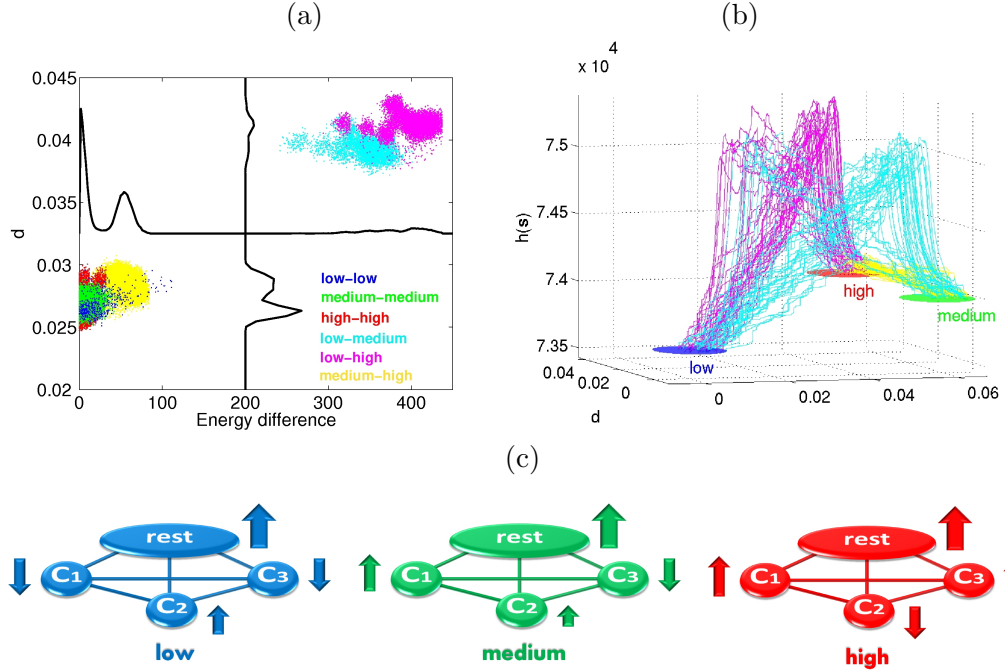 (a)
0.045
0.04
0.035
d
0.03
0.025
0.02
0
100
200
300
400
Energy difference
low–low
medium–medium
high–high
low–medium
low–high
medium–high
(b)
x 10
4
7.5
7.45
h(s)
7.4
7.35
0.04
0.02
0
d
0
0.02
0.04
0.06
high
medium
low
(c)
rest
C1
C3
C2
low
rest
C1
C3
C2
medium
rest
C1
C3
C2
high